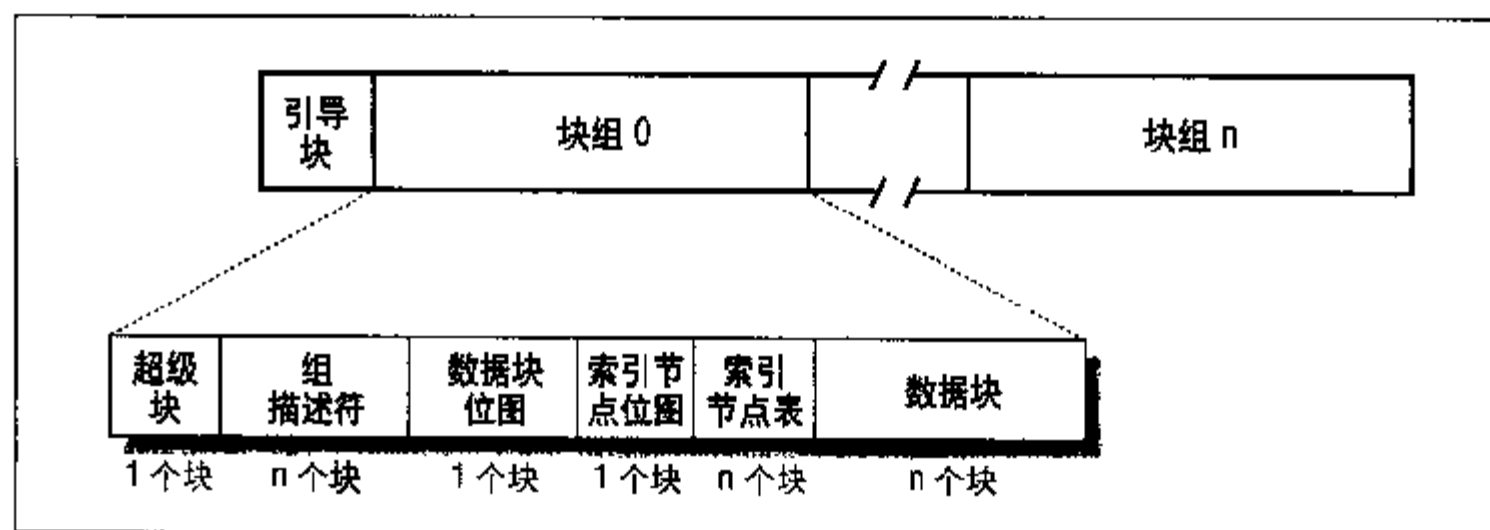 引导
块
块组 0
块组 n
超级
块
组
描述符
数据块
位图
索引节
点位图
索引
节点表
数据块
1 个块
n 个块
1 个块
1 个块
n 个块
n 个块